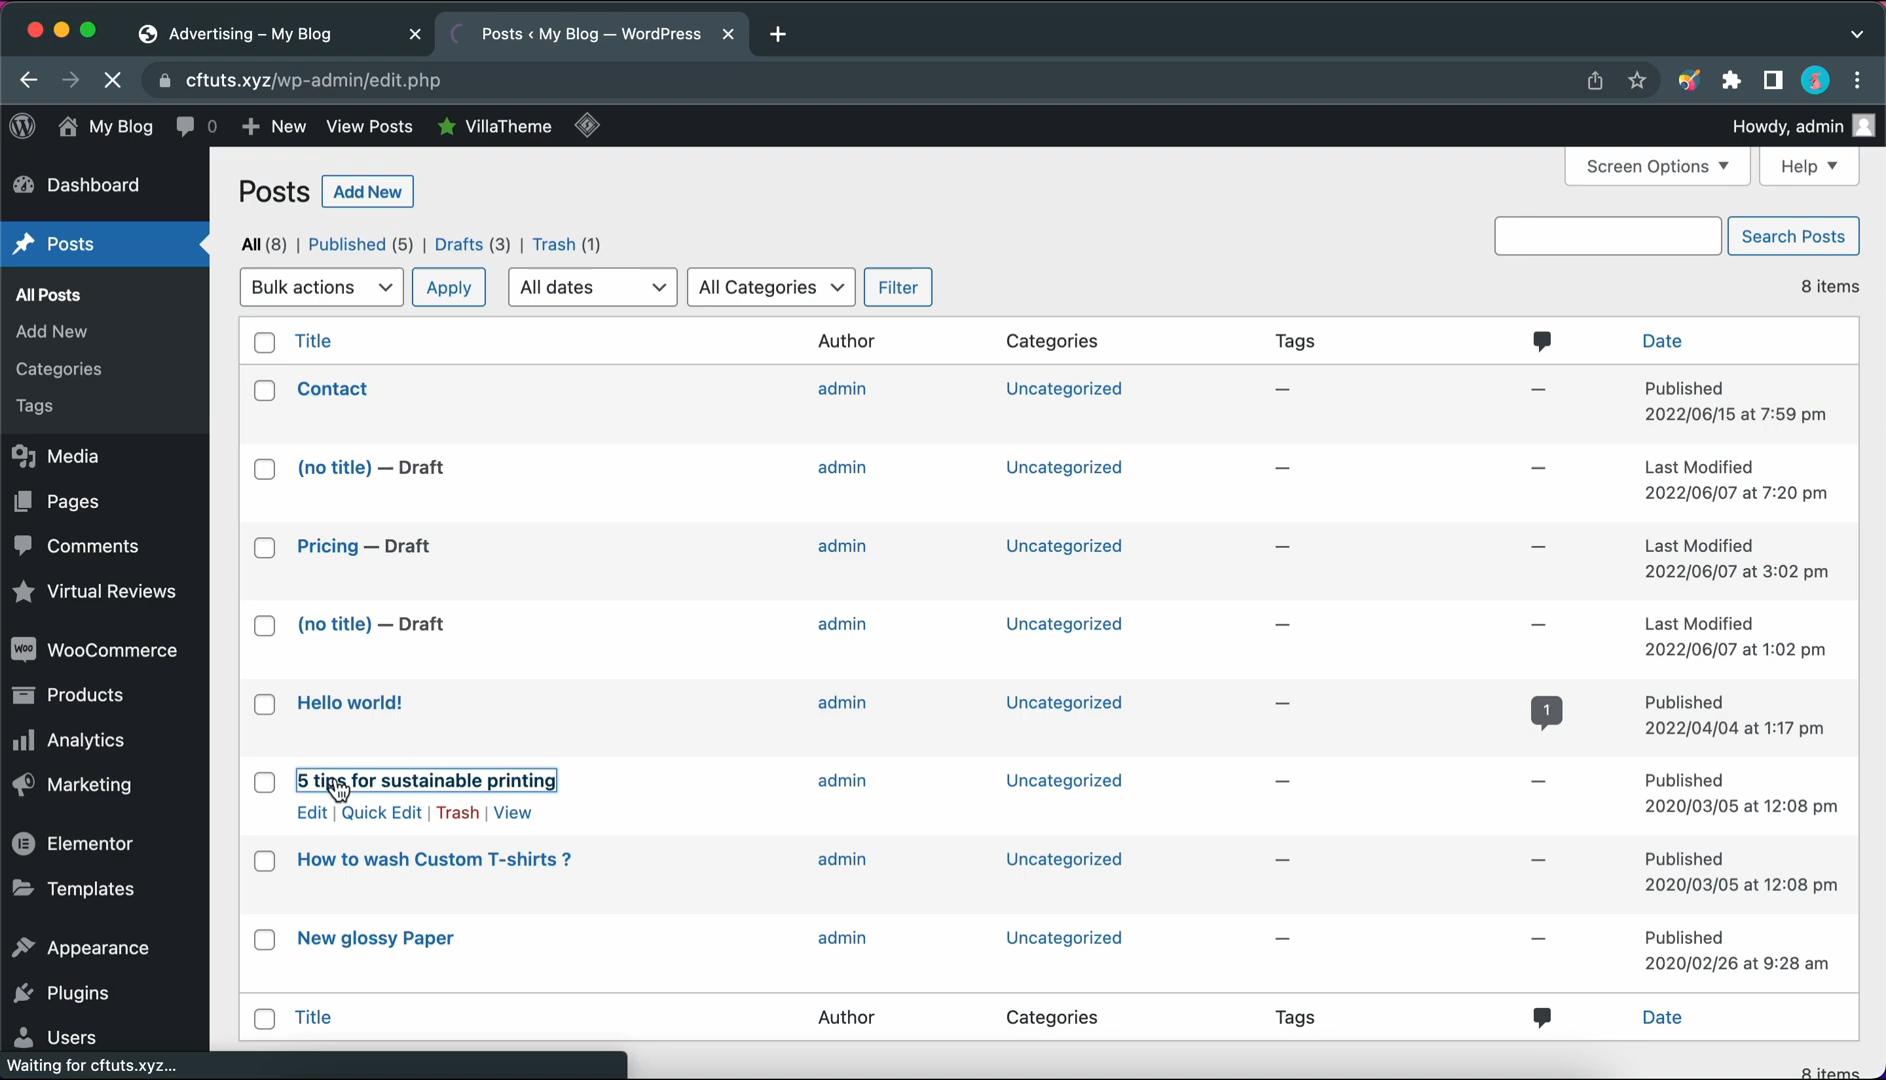 Advertising – My Blog
Posts ‹ My Blog — WordPress
cftuts.xyz/wp-admin/edit.php
My Blog 0 New View Posts VillaTheme
Howdy, admin
Dashboard
Posts
All Posts
Add New
Categories
Tags
Media
Pages
Comments
Virtual Reviews
Woo WooCommerce
Products
Analytics
Marketing
Elementor
Templates
Appearance
Plugins
Users
Screen Options Help
Posts Add New
All (8) | Published (5) | Drafts (3) | Trash (1)
Search Posts
Bulk actions Apply All dates All Categories Filter
8 items
Title Author Categories Tags Date
Contact admin Uncategorized — — Published
2022/06/15 at 7:59 pm
(no title) — Draft admin Uncategorized — — Last Modified
2022/06/07 at 7:20 pm
Pricing — Draft admin Uncategorized — — Last Modified
2022/06/07 at 3:02 pm
(no title) — Draft admin Uncategorized — — Last Modified
2022/06/07 at 1:02 pm
Hello world! admin Uncategorized — 1 Published
2022/04/04 at 1:17 pm
5 tips for sustainable printing admin Uncategorized — — Published
Edit | Quick Edit | Trash | View 2020/03/05 at 12:08 pm
How to wash Custom T-shirts ? admin Uncategorized — — Published
2020/03/05 at 12:08 pm
New glossy Paper admin Uncategorized — — Published
2020/02/26 at 9:28 am
Title Author Categories Tags Date
8 items
Waiting for cftuts.xyz...